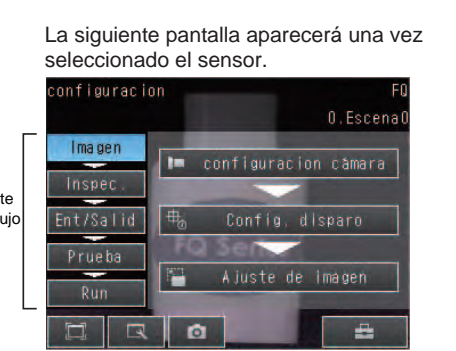 La siguiente pantalla aparecerá una vez
seleccionado el sensor.
configuracion FQ
0.Escena0
Imagen
Inspec.
Ent/Salid
Prueba
Run
te
ujo
configuracion cámara
Config. disparo
FQ Sen
Ajuste de imagen